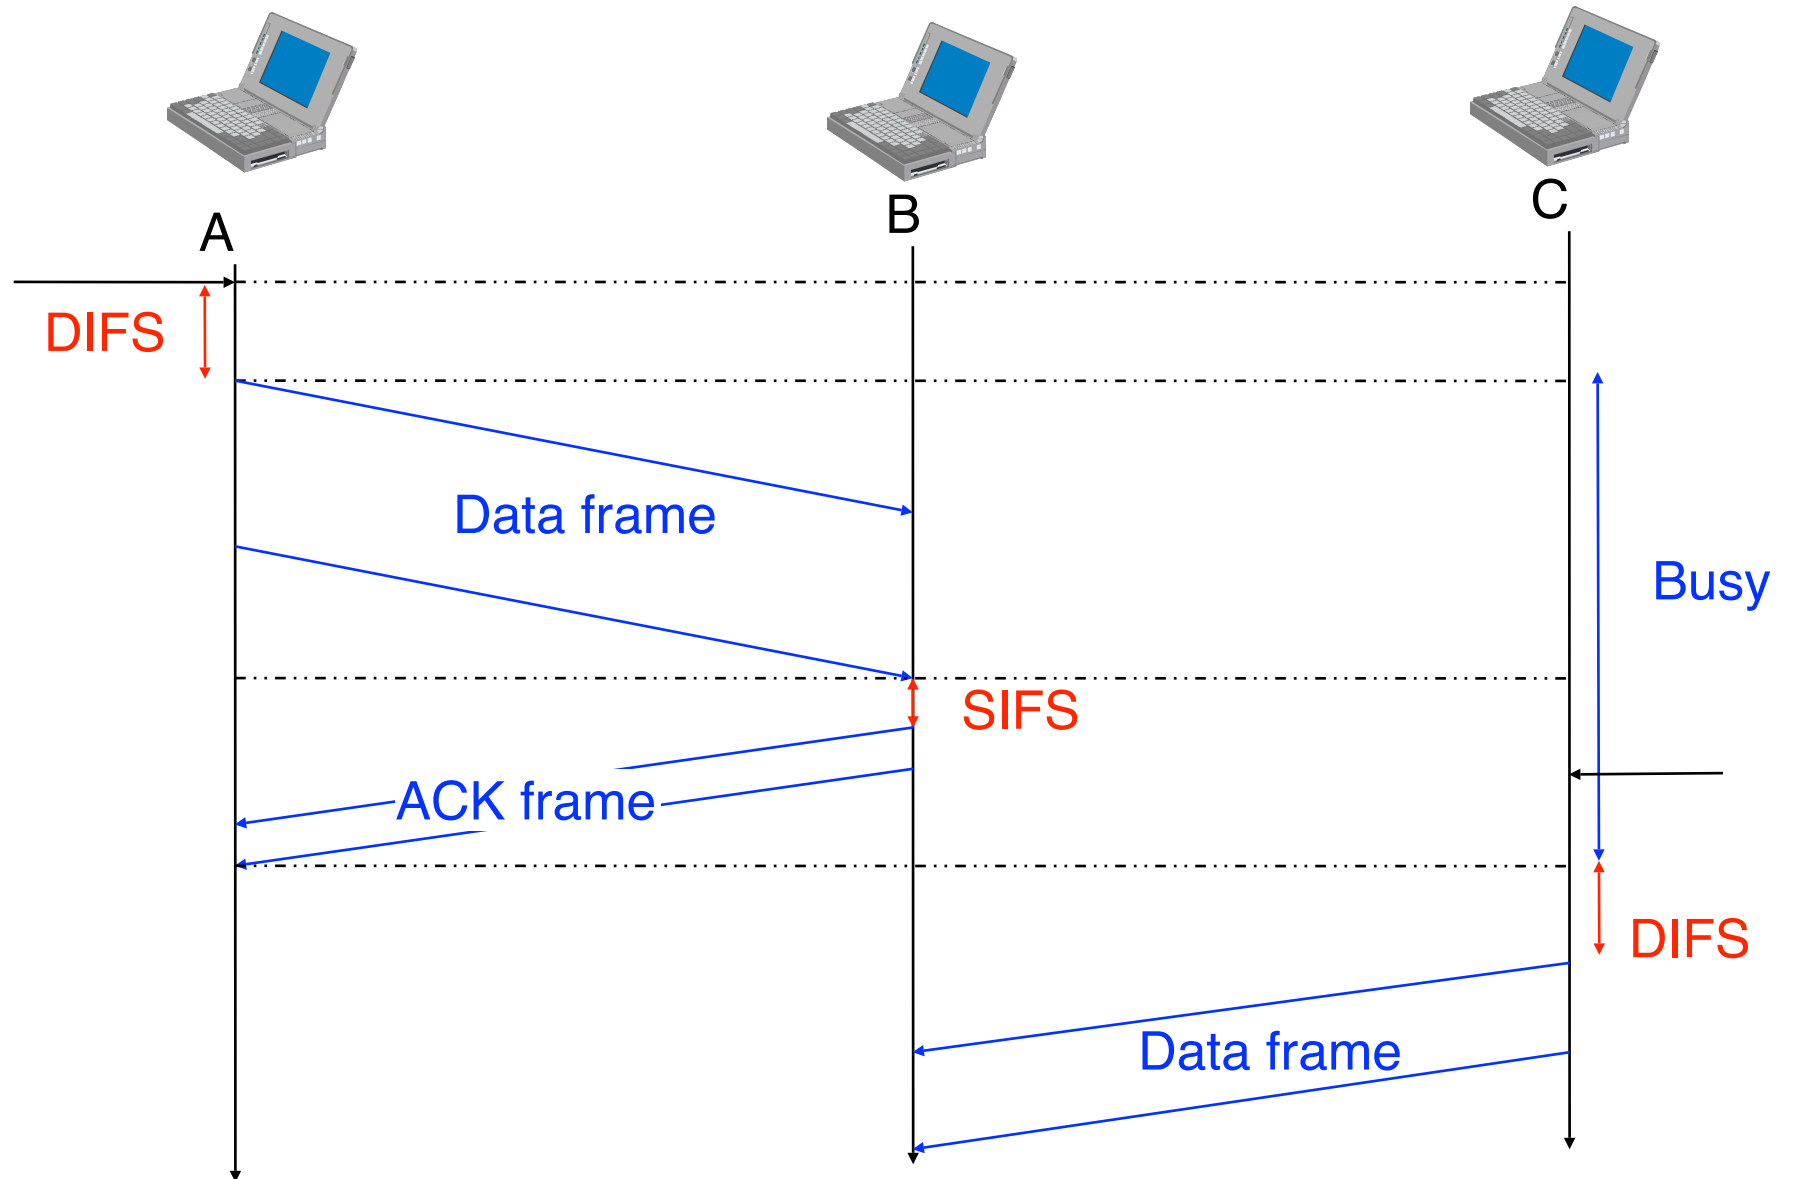 A
B
C
DIFS
Data frame
Busy
SIFS
ACK frame
DIFS
Data frame